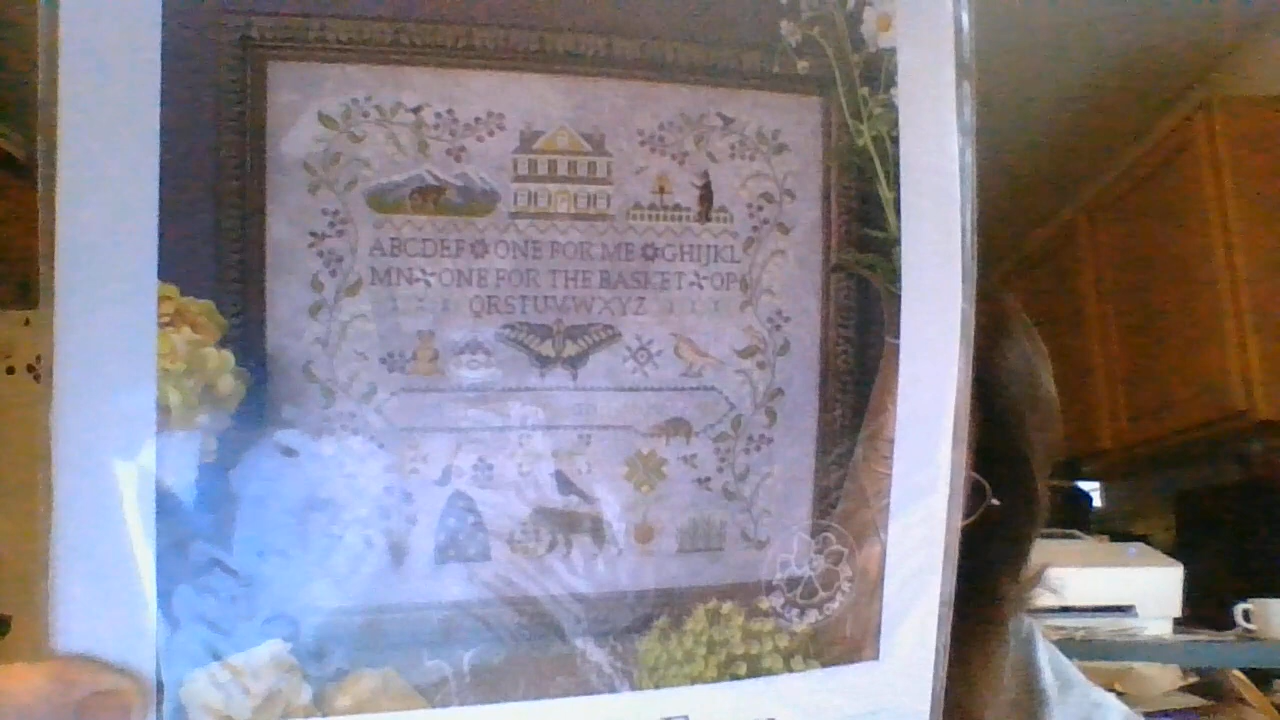 ABCDEF ONE FOR ME GHIJKL
MN ONE FOR THE BASKET OP
QRSTUVWXYZ